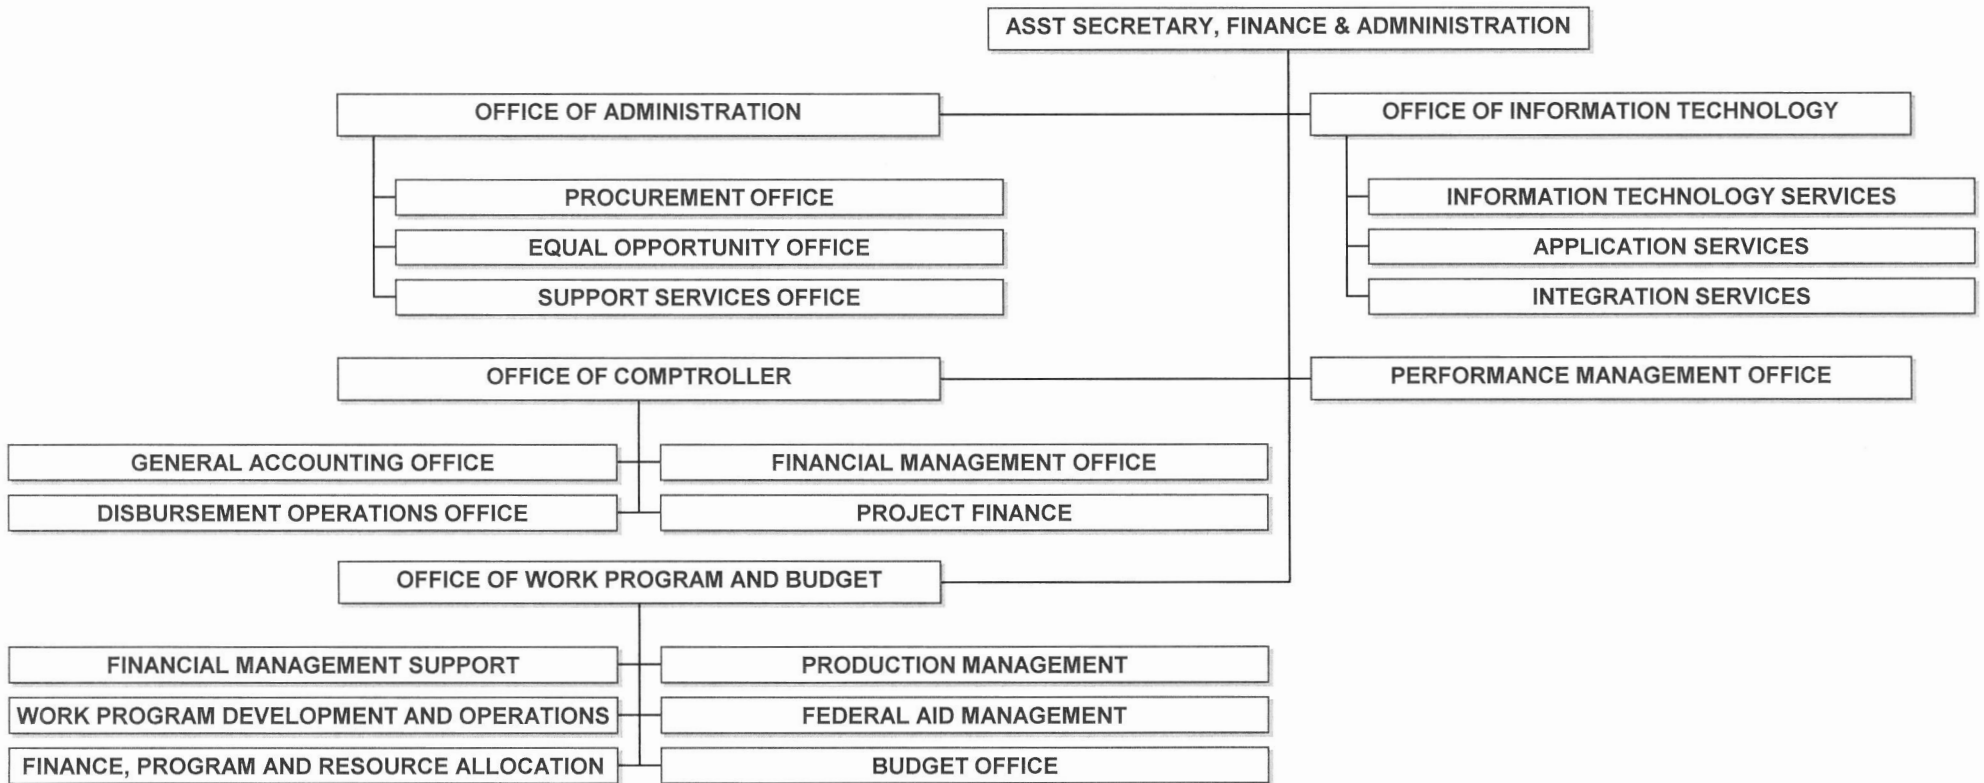 ASST SECRETARY, FINANCE & ADMNINISTRATION
OFFICE OF ADMINISTRATION
PROCUREMENT OFFICE
EQUAL OPPORTUNITY OFFICE
SUPPORT SERVICES OFFICE
OFFICE OF INFORMATION TECHNOLOGY
INFORMATION TECHNOLOGY SERVICES
APPLICATION SERVICES
INTEGRATION SERVICES
OFFICE OF COMPTROLLER
PERFORMANCE MANAGEMENT OFFICE
GENERAL ACCOUNTING OFFICE
FINANCIAL MANAGEMENT OFFICE
DISBURSEMENT OPERATIONS OFFICE
PROJECT FINANCE
OFFICE OF WORK PROGRAM AND BUDGET
FINANCIAL MANAGEMENT SUPPORT
PRODUCTION MANAGEMENT
WORK PROGRAM DEVELOPMENT AND OPERATIONS
FEDERAL AID MANAGEMENT
FINANCE, PROGRAM AND RESOURCE ALLOCATION
BUDGET OFFICE